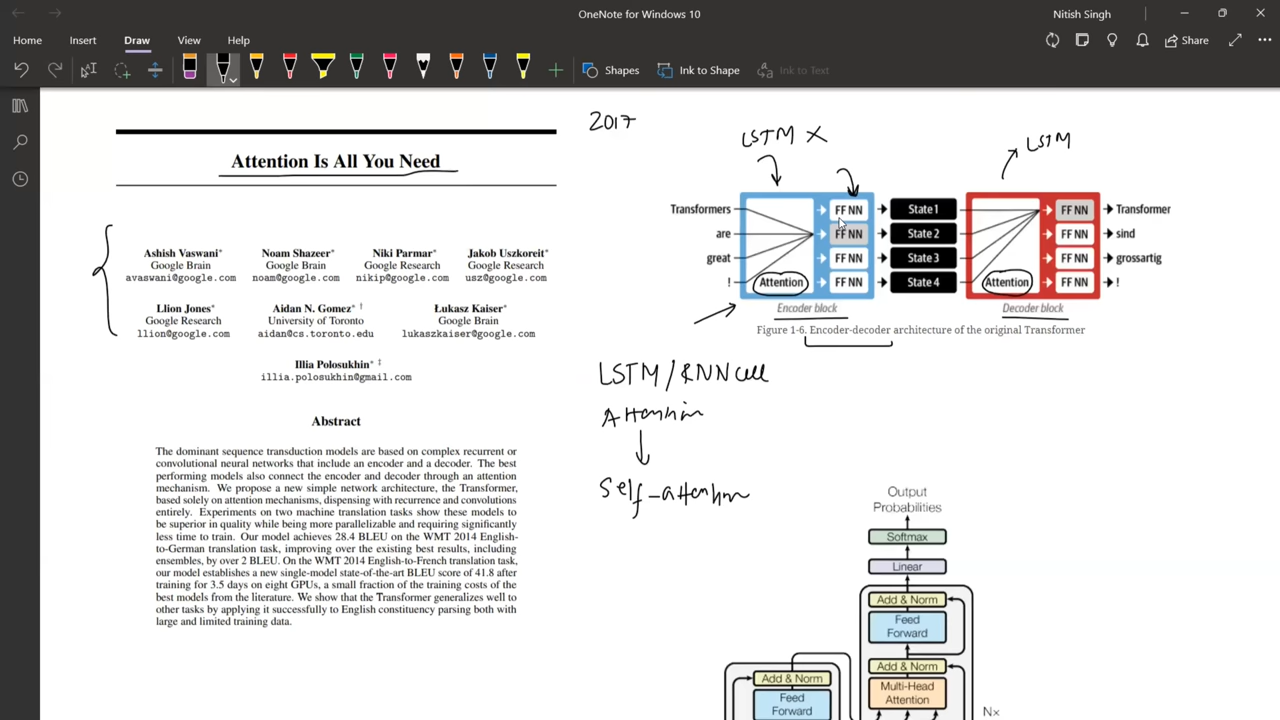 OneNote for Windows 10
Nitish Singh
Home Insert Draw View Help
Share
Shapes
Ink to Shape
Ink to Text
Attention Is All You Need
Ashish Vaswani* Noam Shazeer* Niki Parmar* Jakob Uszkoreit*
Google Brain Google Brain Google Research Google Research
avaswani@google.com noam@google.com nikip@google.com usz@google.com
Llion Jones* Aidan N. Gomez* † Łukasz Kaiser*
Google Research University of Toronto Google Brain
llion@google.com aidan@cs.toronto.edu lukaszkaiser@google.com
Illia Polosukhin* ‡
illia.polosukhin@gmail.com
Abstract
The dominant sequence transduction models are based on complex recurrent or
convolutional neural networks that include an encoder and a decoder. The best
performing models also connect the encoder and decoder through an attention
mechanism. We propose a new simple network architecture, the Transformer,
based solely on attention mechanisms, dispensing with recurrence and convolutions
entirely. Experiments on two machine translation tasks show these models to
be superior in quality while being more parallelizable and requiring significantly
less time to train. Our model achieves 28.4 BLEU on the WMT 2014 English-
to-German translation task, improving over the existing best results, including
ensembles, by over 2 BLEU. On the WMT 2014 English-to-French translation task,
our model establishes a new single-model state-of-the-art BLEU score of 41.8 after
training for 3.5 days on eight GPUs, a small fraction of the training costs of the
best models from the literature. We show that the Transformer generalizes well to
other tasks by applying it successfully to English constituency parsing both with
large and limited training data.
2017
LSTM X
LSTM
Transformers FF NN State 1 FF NN Transformer
are FF NN State 2 FF NN sind
great FF NN State 3 FF NN grossartig
! Attention FF NN State 4 Attention FF NN !
Encoder block Decoder block
Figure 1-6. Encoder-decoder architecture of the original Transformer
LSTM/RNN cell
Attention
Self-attention
Output
Probabilities
Softmax
Linear
Add & Norm
Feed
Forward
Add & Norm
Multi-Head
Attention
Add & Norm
Feed
Forward
Nx